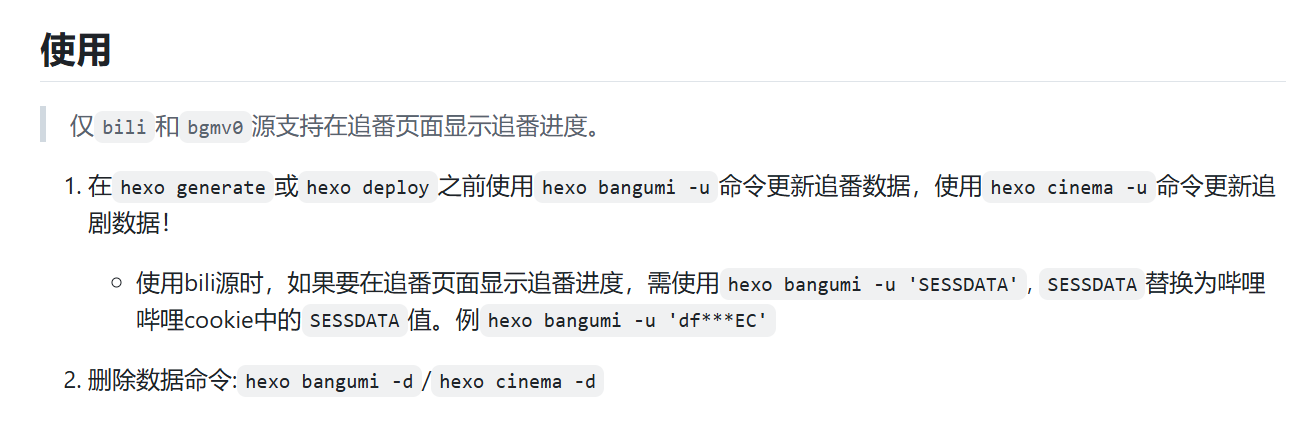 使用
仅 bili 和 bgmv0 源支持在追番页面显示追番进度。
1. 在 hexo generate 或 hexo deploy 之前使用 hexo bangumi -u 命令更新追番数据，使用 hexo cinema -u 命令更新追
剧数据！
使用bili源时，如果要在追番页面显示追番进度，需使用 hexo bangumi -u 'SESSDATA' , SESSDATA 替换为哔哩
哔哩cookie中的 SESSDATA 值。例 hexo bangumi -u 'df***EC'
2. 删除数据命令: hexo bangumi -d / hexo cinema -d